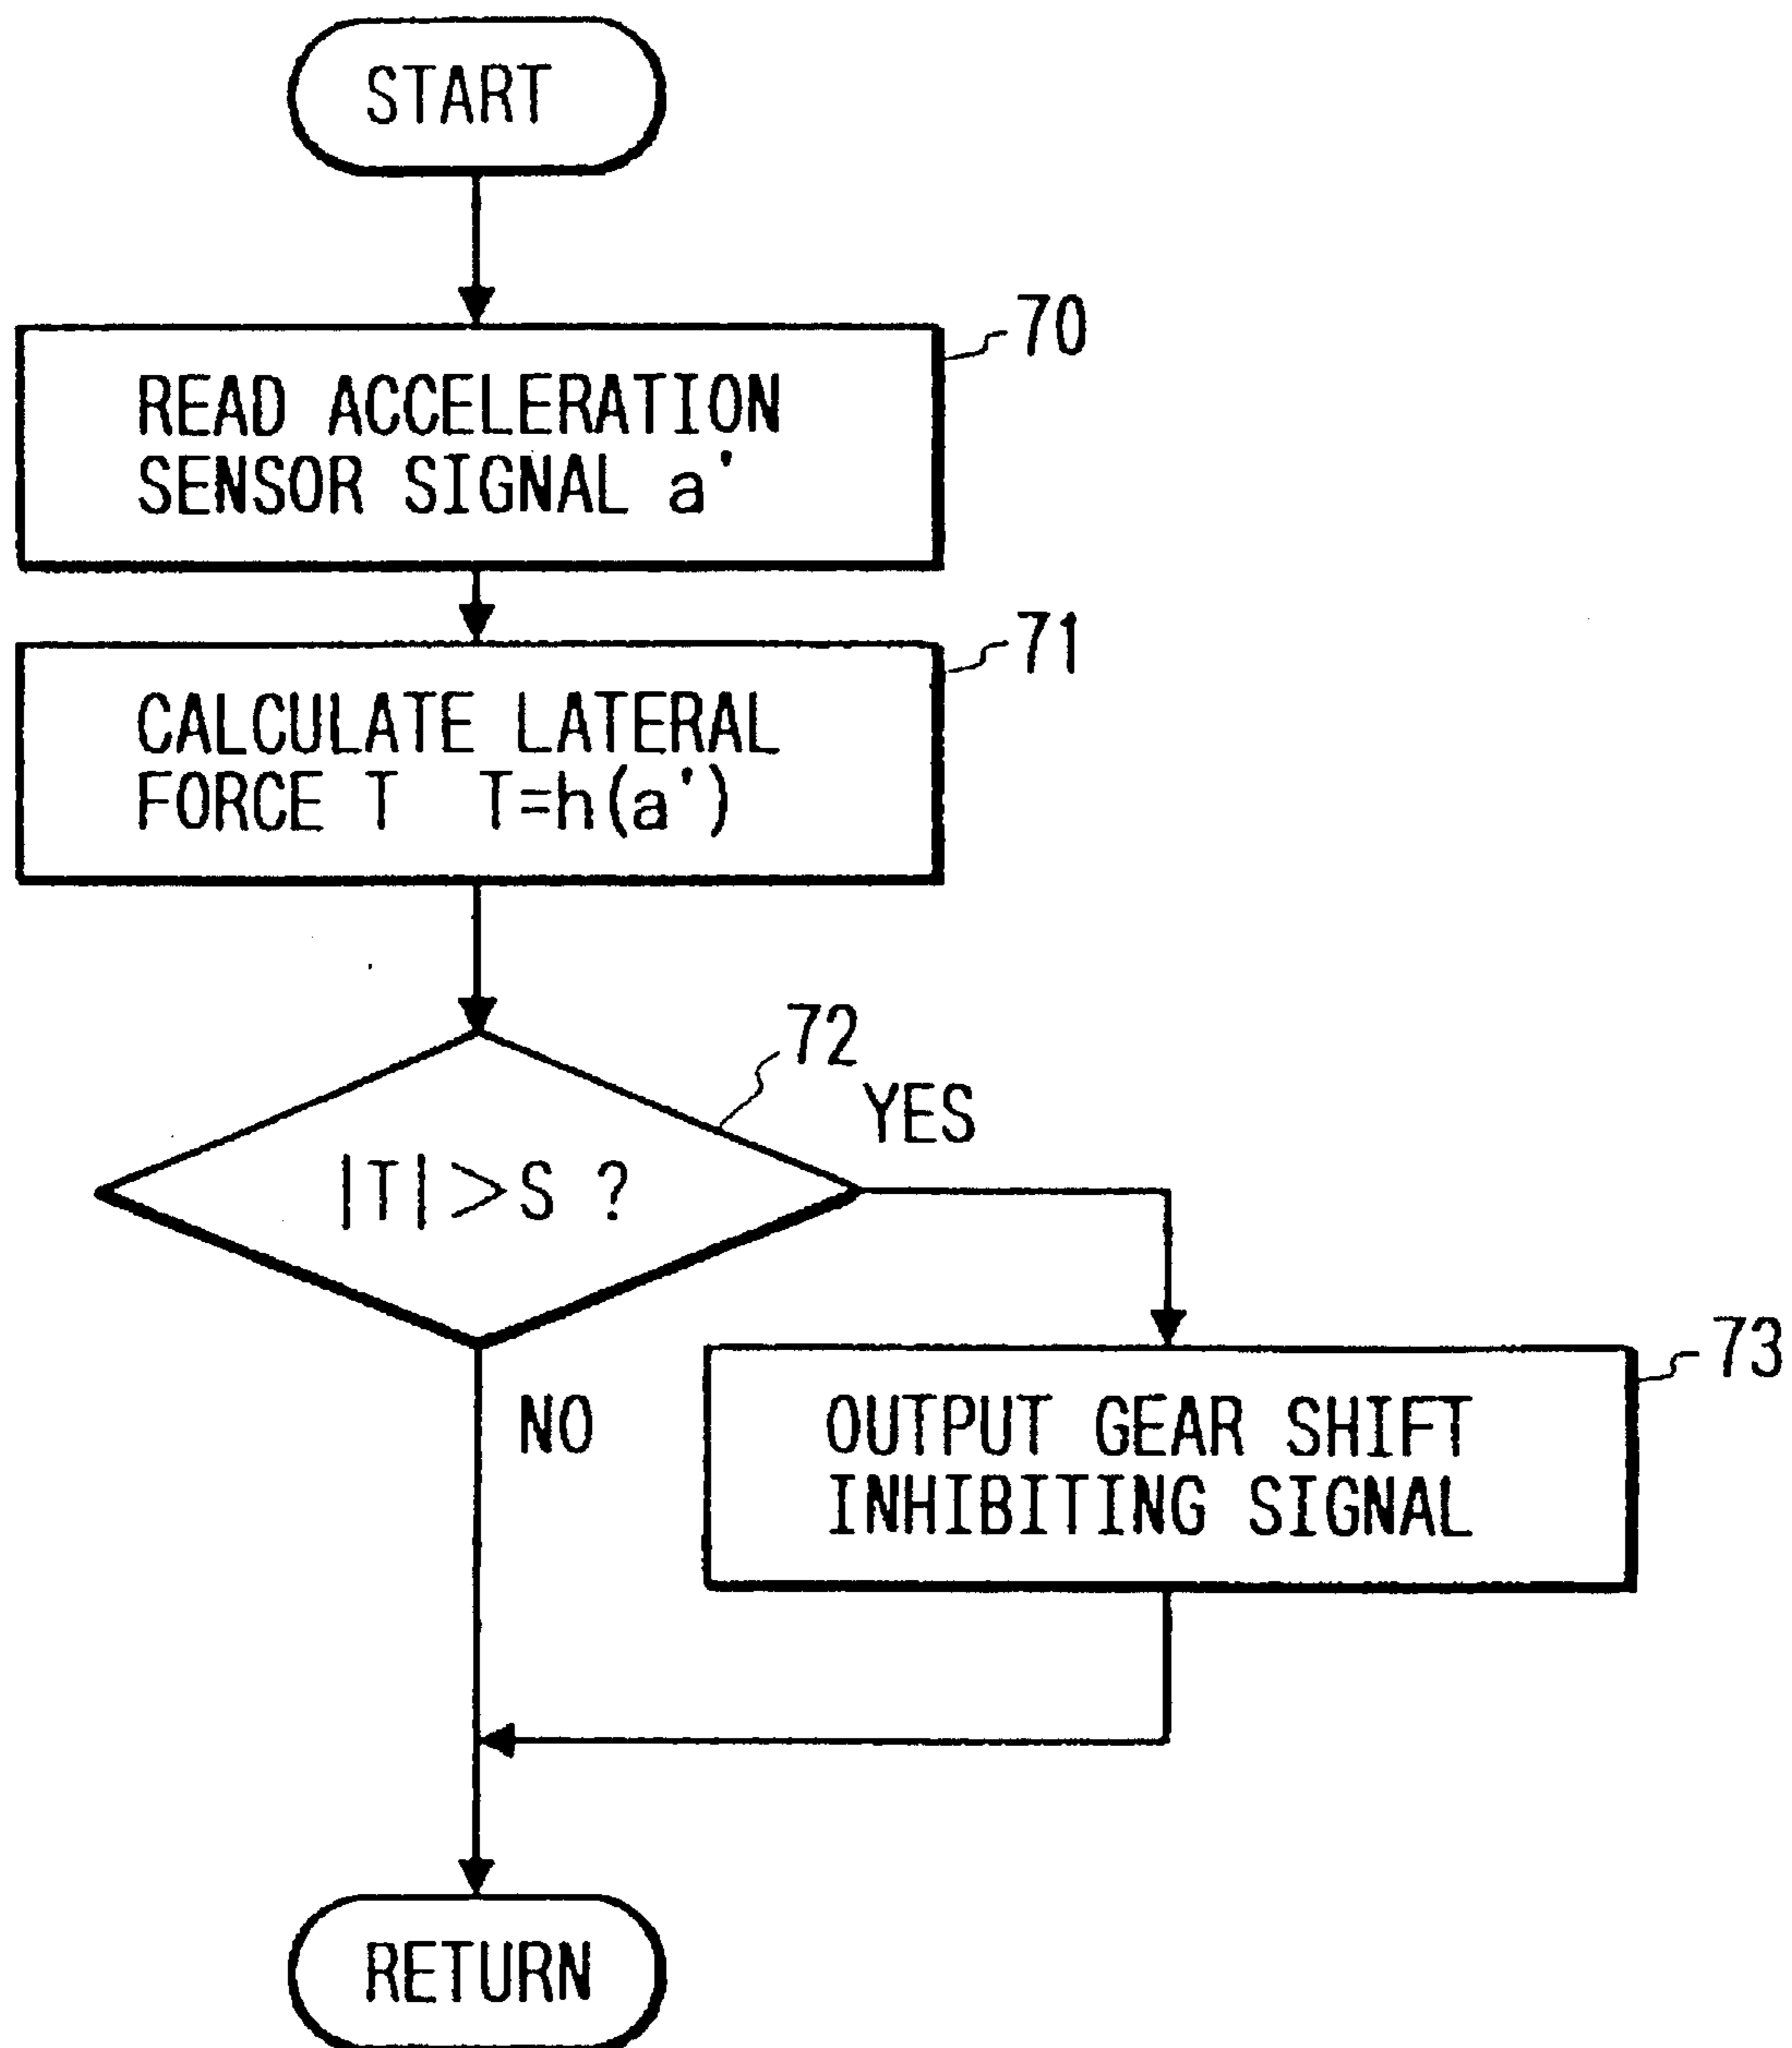 START
70
READ ACCELERATION
SENSOR SIGNAL a'
71
CALCULATE LATERAL
FORCE T T=h(a')
72
YES
|T|>S ?
73
NO
OUTPUT GEAR SHIFT
INHIBITING SIGNAL
RETURN